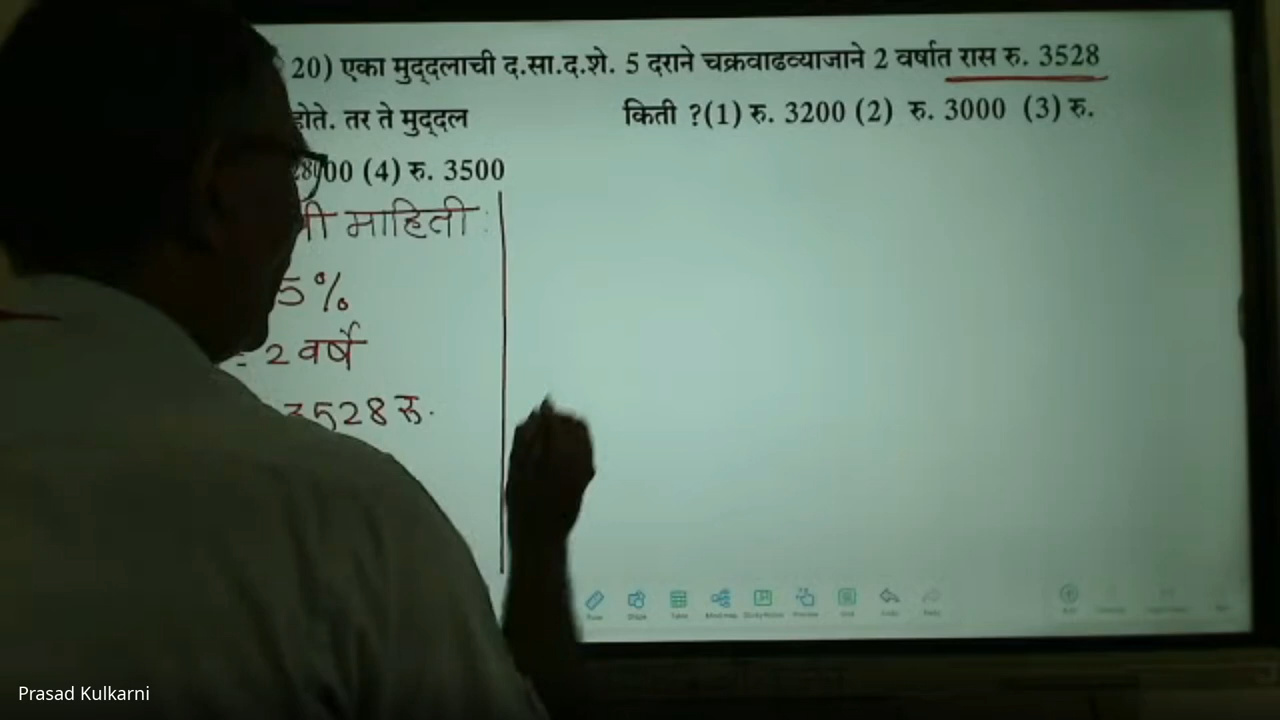 20) एका मुद्दलाची द.सा.द.शे. 5 दराने चक्रवाढव्याजाने 2 वर्षात रास रु. 3528
होते. तर ते मुद्दल किती ?(1) रु. 3200 (2) रु. 3000 (3) रु.
2800 (4) रु. 3500
माहिती :
5%
= 2 वर्षे
3528 रु.
Prasad Kulkarni